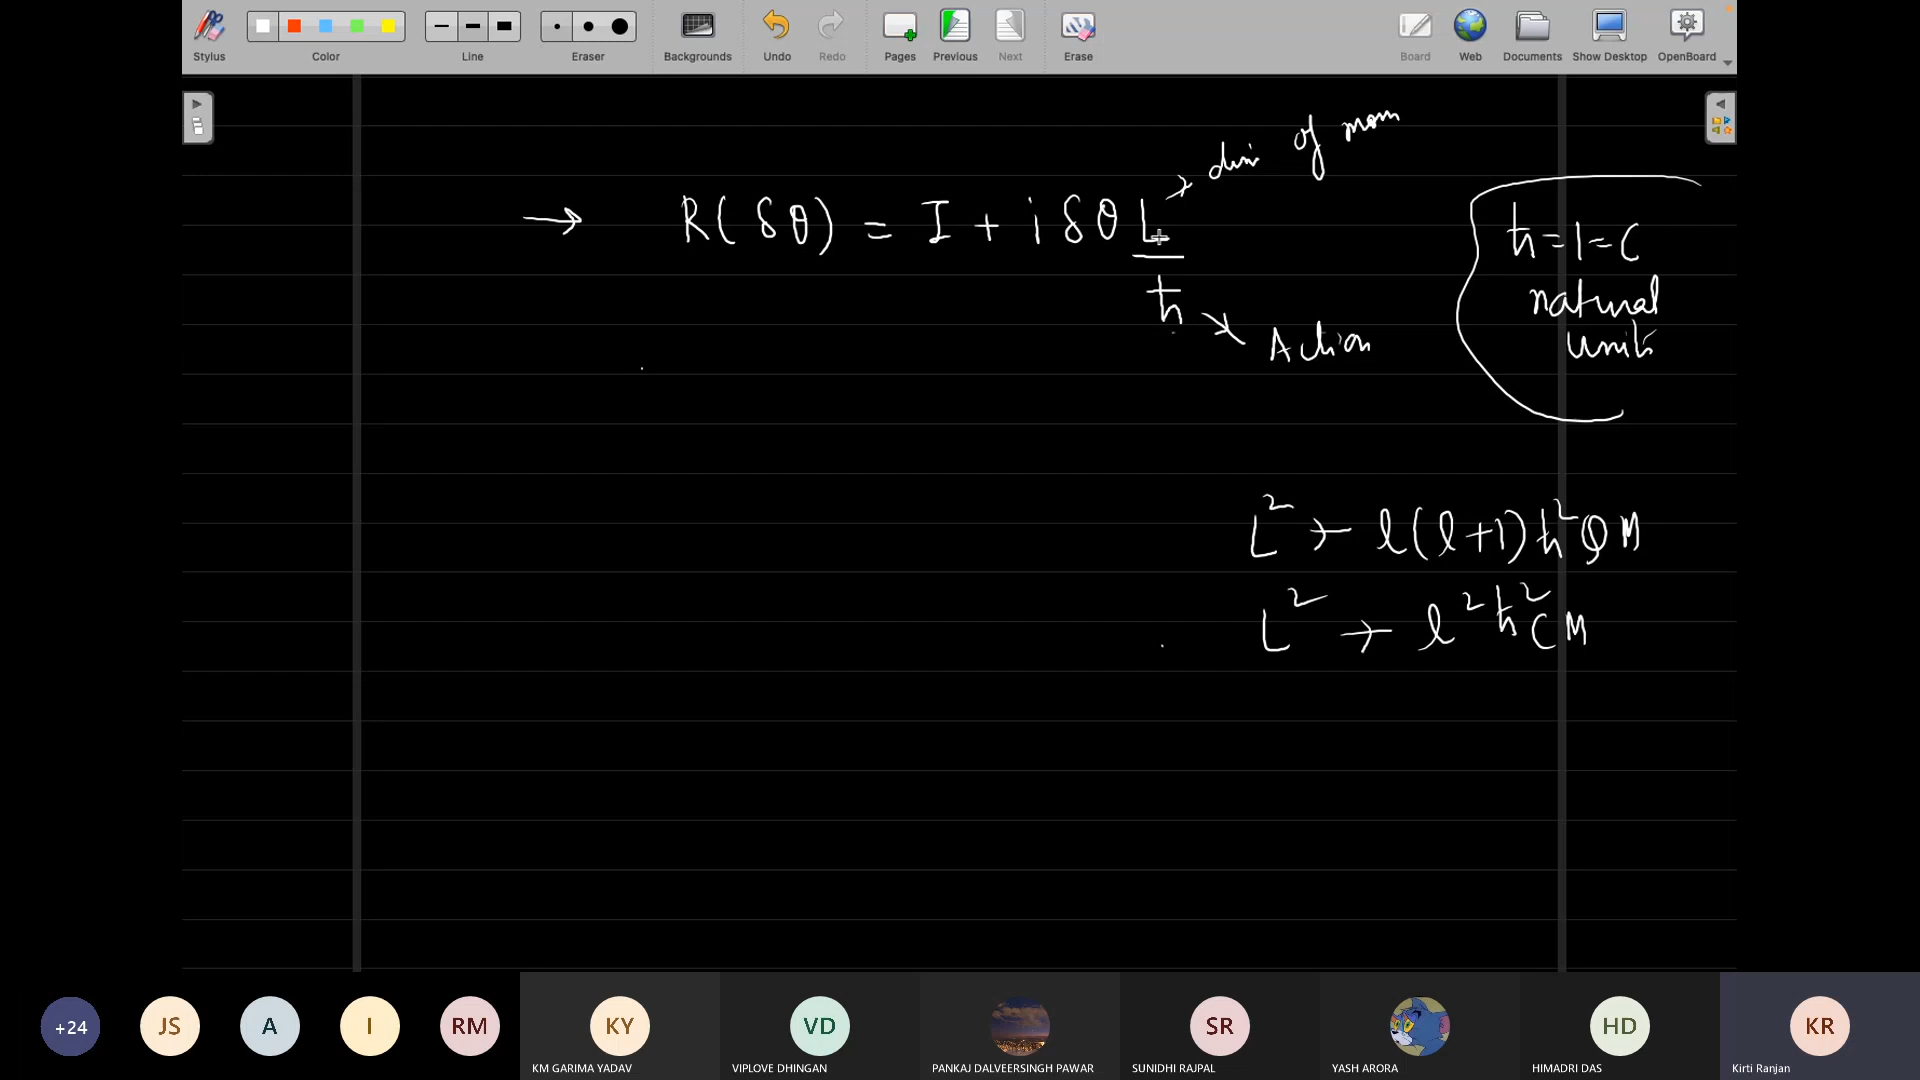 Stylus Color Line Eraser Backgrounds Undo Redo Pages Previous Next Erase Board Web Documents Show Desktop OpenBoard
→ dim of mom
→ R(δθ) = I + i δθ L
ħ → Action
ħ = 1 = C
natural
units
L² → l(l+1)ħ² QM
L² → l²ħ² CM
+24 JS A I RM KY VD SR HD KR
KM GARIMA YADAV VIPLOVE DHINGAN PANKAJ DALVEERSINGH PAWAR SUNIDHI RAJPAL YASH ARORA HIMADRI DAS Kirti Ranjan